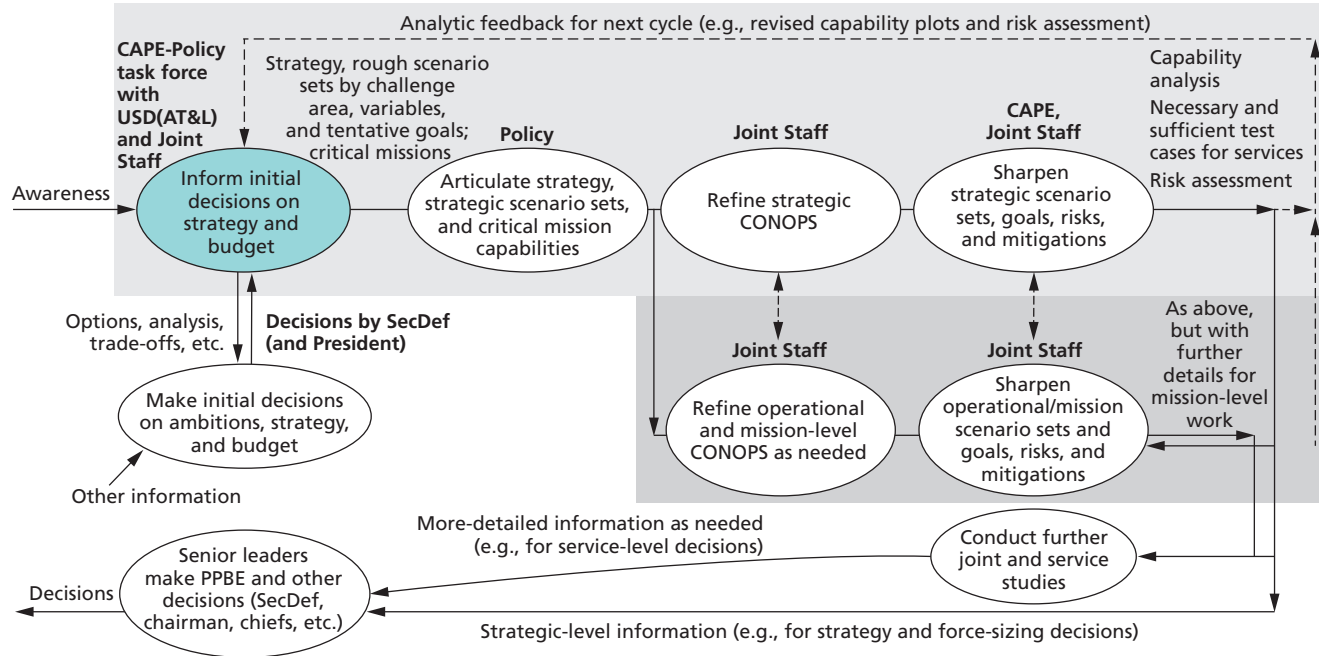 Analytic feedback for next cycle (e.g., revised capability plots and risk assessment)
CAPE-Policy
task force
with
USD(AT&L)
and Joint
Staff
Strategy, rough scenario
sets by challenge
area, variables,
and tentative goals;
critical missions
Policy
Joint Staff
CAPE,
Joint Staff
Capability
analysis
Necessary and
sufficient test
cases for services
Risk assessment
Awareness
Inform initial
decisions on
strategy and
budget
Articulate strategy,
strategic scenario sets,
and critical mission
capabilities
Refine strategic
CONOPS
Sharpen
strategic scenario
sets, goals, risks,
and mitigations
Options, analysis,
trade-offs, etc.
Decisions by SecDef
(and President)
Joint Staff
Joint Staff
As above,
but with
further
details for
mission-level
work
Make initial decisions
on ambitions, strategy,
and budget
Refine operational
and mission-level
CONOPS as needed
Sharpen
operational/mission
scenario sets and
goals, risks, and
mitigations
Other information
More-detailed information as needed
(e.g., for service-level decisions)
Conduct further
joint and service
studies
Senior leaders
make PPBE and other
decisions (SecDef,
chairman, chiefs, etc.)
Decisions
Strategic-level information (e.g., for strategy and force-sizing decisions)